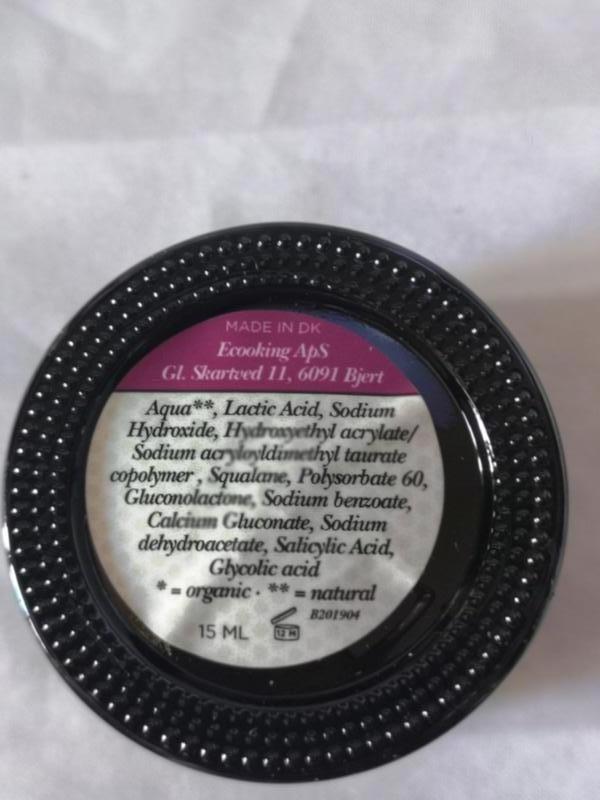 MADE IN DK
Ecooking ApS
Gl. Skartved 11, 6091 Bjert
Aqua**, Lactic Acid, Sodium
Hydroxide, Hydroxyethyl acrylate/
Sodium acryloyldimethyl taurate
copolymer , Squalane, Polysorbate 60,
Gluconolactone, Sodium benzoate,
Calcium Gluconate, Sodium
dehydroacetate, Salicylic Acid,
Glycolic acid
* = organic · ** = natural
B201904
15 ML
12 M